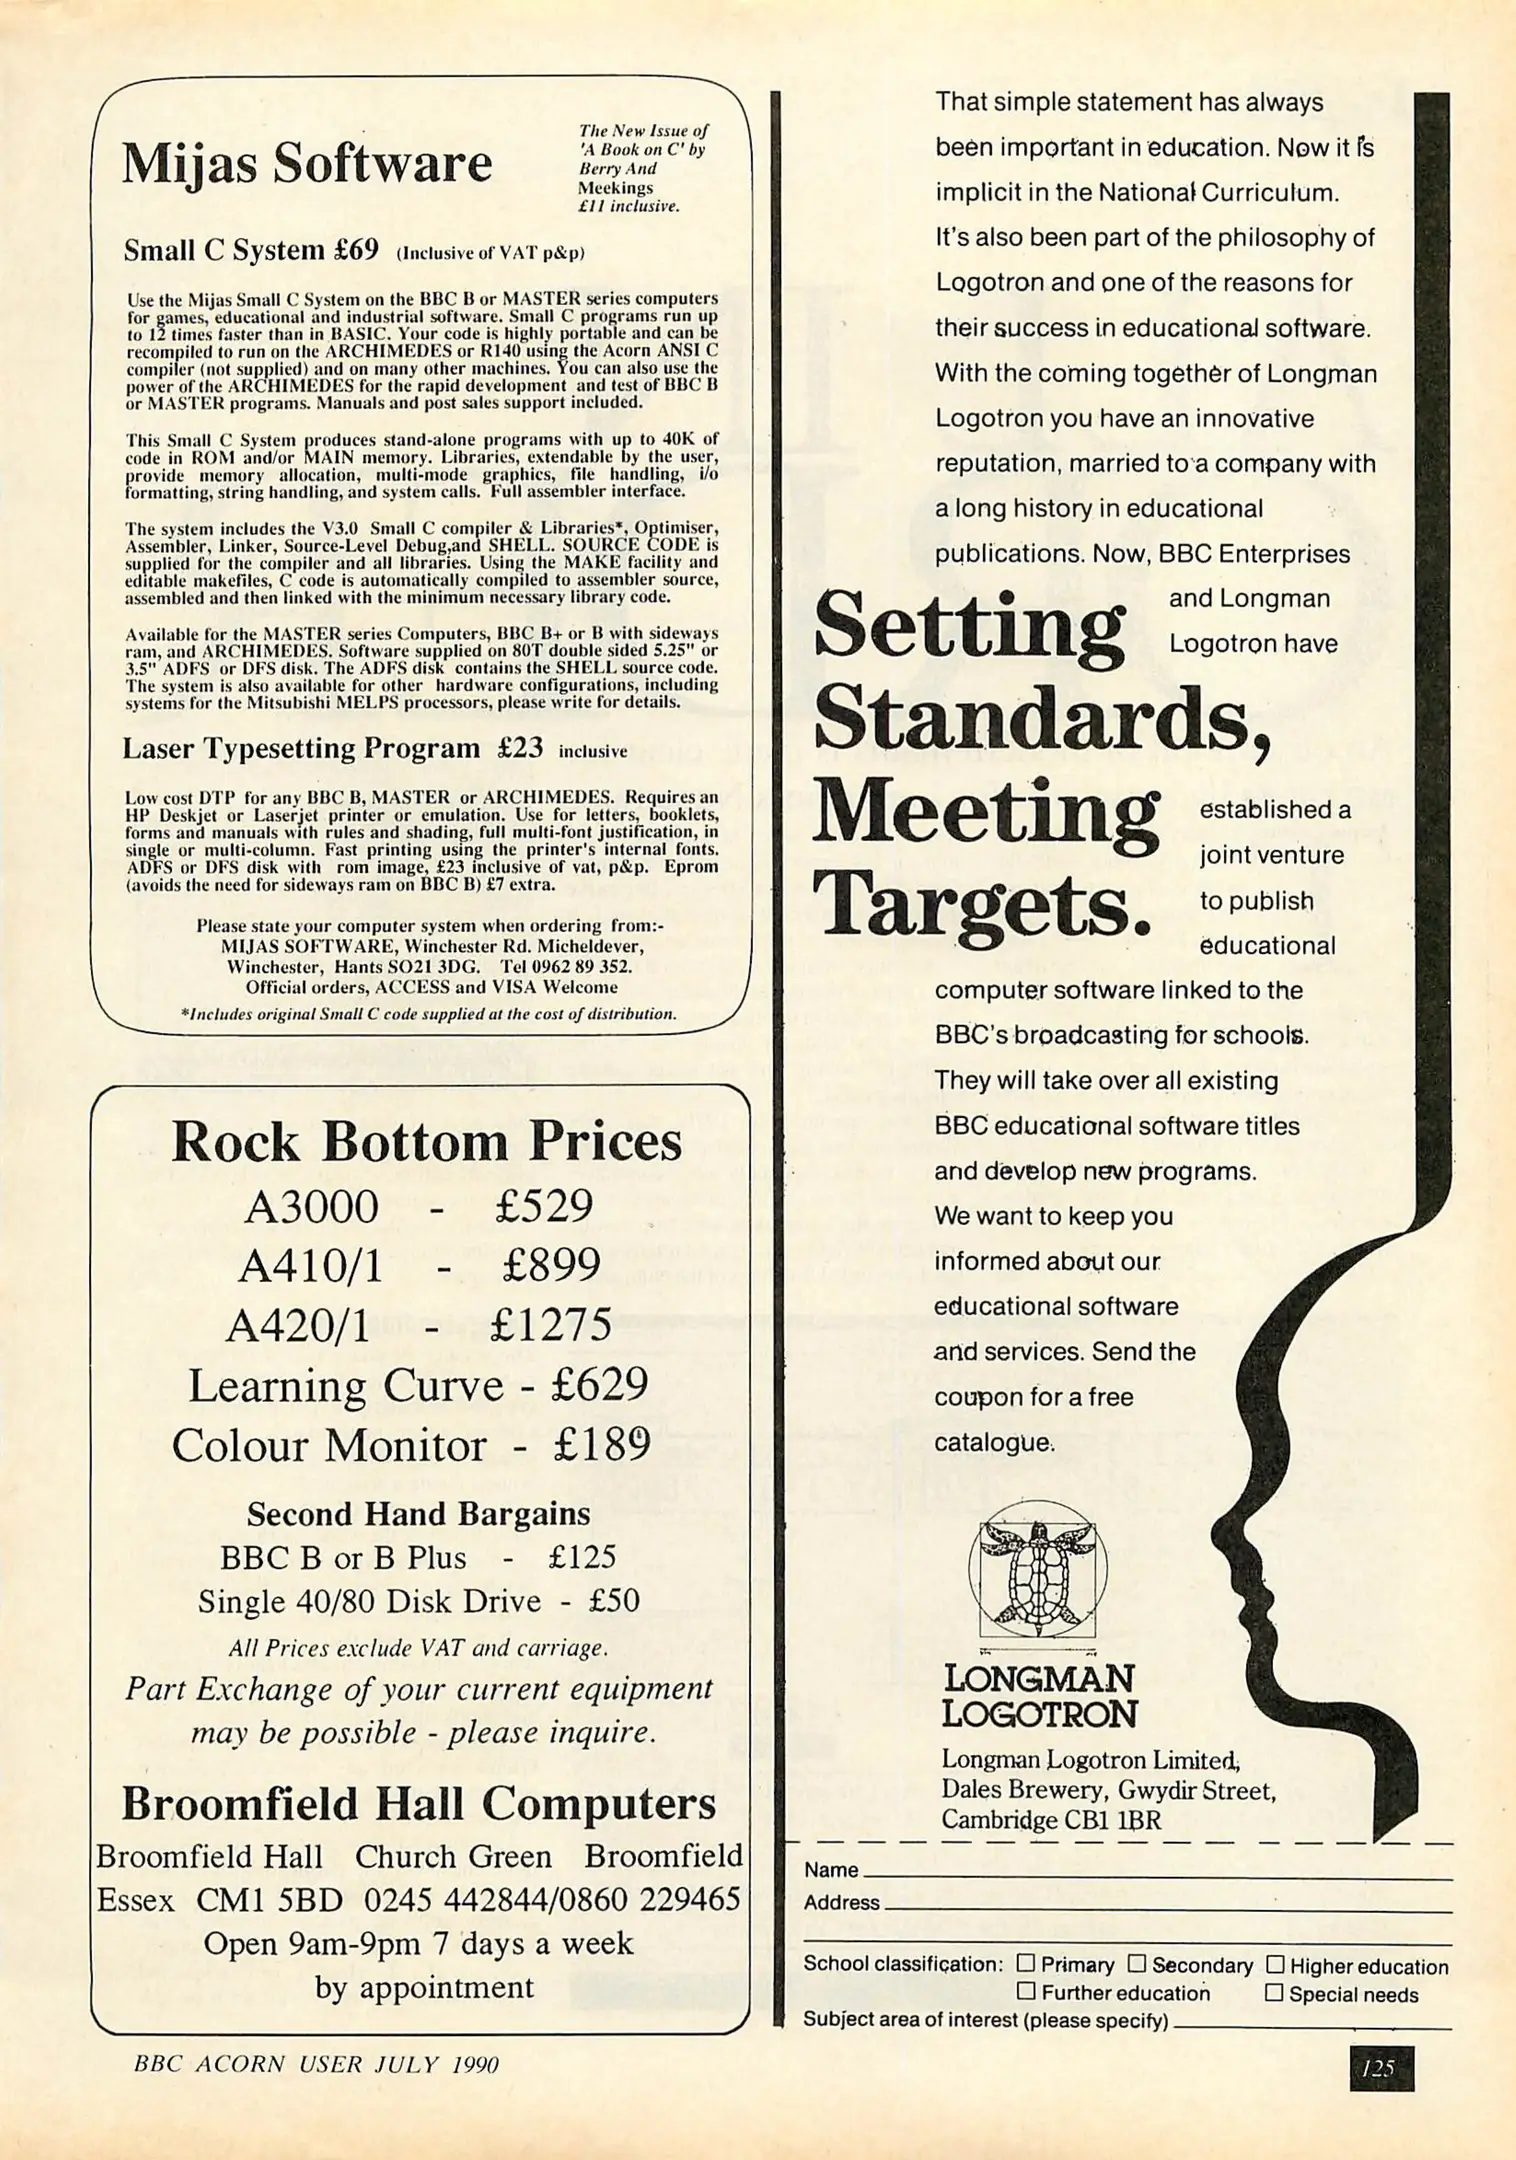 Mijas Software
The New Issue of
'A Book on C' by
Berry And
Meekings
£11 inclusive.
Small C System £69 (Inclusive of VAT p&p)
Use the Mijas Small C System on the BBC B or MASTER series computers
for games, educational and industrial software. Small C programs run up
to 12 times faster than in BASIC. Your code is highly portable and can be
recompiled to run on the ARCHIMEDES or R140 using the Acorn ANSI C
compiler (not supplied) and on many other machines. You can also use the
power of the ARCHIMEDES for the rapid development and test of BBC B
or MASTER programs. Manuals and post sales support included.
This Small C System produces stand-alone programs with up to 40K of
code in ROM and/or MAIN memory. Libraries, extendable by the user,
provide memory allocation, multi-mode graphics, file handling, i/o
formatting, string handling, and system calls. Full assembler interface.
The system includes the V3.0 Small C compiler & Libraries*, Optimiser,
Assembler, Linker, Source-Level Debug,and SHELL. SOURCE CODE is
supplied for the compiler and all libraries. Using the MAKE facility and
editable makefiles, C code is automatically compiled to assembler source,
assembled and then linked with the minimum necessary library code.
Available for the MASTER series Computers, BBC B+ or B with sideways
ram, and ARCHIMEDES. Software supplied on 80T double sided 5.25" or
3.5" ADFS or DFS disk. The ADFS disk contains the SHELL source code.
The system is also available for other hardware configurations, including
systems for the Mitsubishi MELPS processors, please write for details.
Laser Typesetting Program £23 inclusive
Low cost DTP for any BBC B, MASTER or ARCHIMEDES. Requires an
HP Deskjet or Laserjet printer or emulation. Use for letters, booklets,
forms and manuals with rules and shading, full multi-font justification, in
single or multi-column. Fast printing using the printer's internal fonts.
ADFS or DFS disk with rom image, £23 inclusive of vat, p&p. Eprom
(avoids the need for sideways ram on BBC B) £7 extra.
Please state your computer system when ordering from:-
MIJAS SOFTWARE, Winchester Rd. Micheldever,
Winchester, Hants SO21 3DG. Tel 0962 89 352.
Official orders, ACCESS and VISA Welcome
*Includes original Small C code supplied at the cost of distribution.
Rock Bottom Prices
A3000 - £529
A410/1 - £899
A420/1 - £1275
Learning Curve - £629
Colour Monitor - £189
Second Hand Bargains
BBC B or B Plus - £125
Single 40/80 Disk Drive - £50
All Prices exclude VAT and carriage.
Part Exchange of your current equipment
may be possible - please inquire.
Broomfield Hall Computers
Broomfield Hall Church Green Broomfield
Essex CM1 5BD 0245 442844/0860 229465
Open 9am-9pm 7 days a week
by appointment
That simple statement has always
been important in education. Now it is
implicit in the National Curriculum.
It's also been part of the philosophy of
Logotron and one of the reasons for
their success in educational software.
With the coming together of Longman
Logotron you have an innovative
reputation, married to a company with
a long history in educational
publications. Now, BBC Enterprises
and Longman
Logotron have
Setting
Standards,
Meeting
Targets.
established a
joint venture
to publish
educational
computer software linked to the
BBC's broadcasting for schools.
They will take over all existing
BBC educational software titles
and develop new programs.
We want to keep you
informed about our
educational software
and services. Send the
coupon for a free
catalogue.
LONGMAN
LOGOTRON
Longman Logotron Limited,
Dales Brewery, Gwydir Street,
Cambridge CB1 1BR
Name
Address
School classification: Primary Secondary Higher education
Further education Special needs
Subject area of interest (please specify)
BBC ACORN USER JULY 1990
125